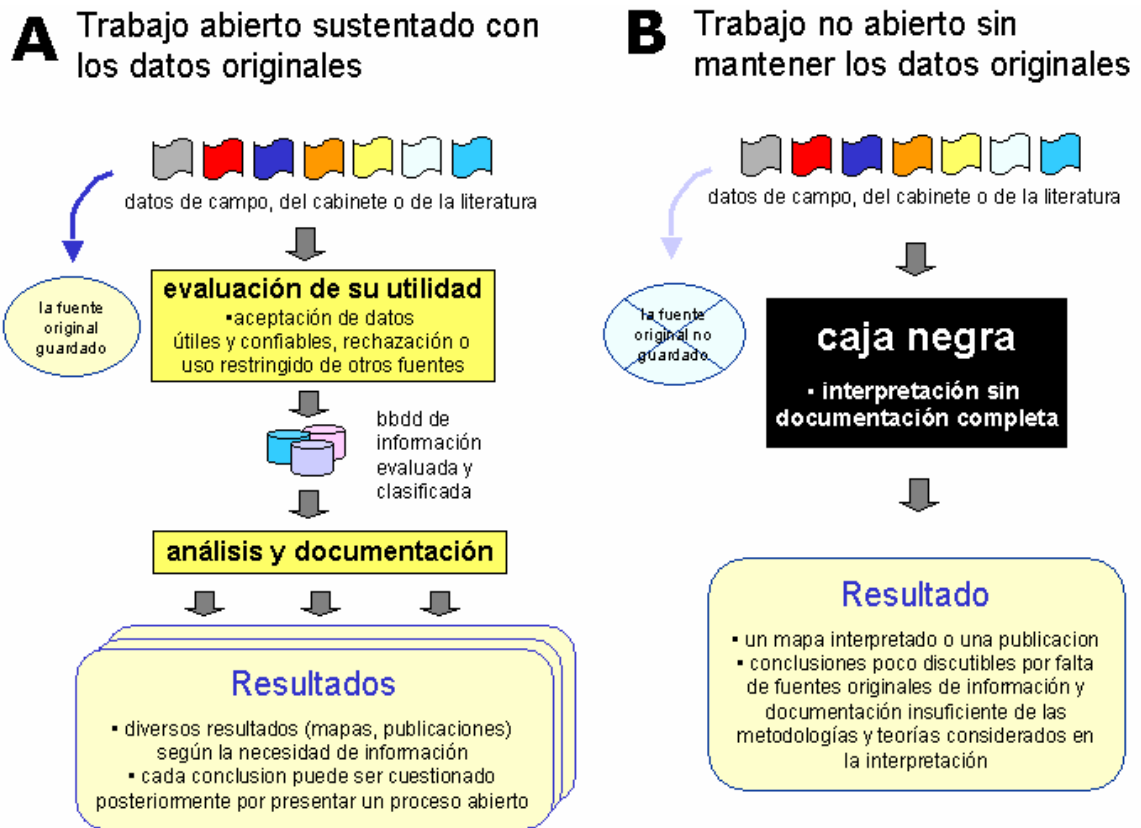 A Trabajo abierto sustentado con
los datos originales
datos de campo, del cabinete o de la literatura
la fuente
original
guardado
evaluación de su utilidad
▪aceptación de datos
útiles y confiables, rechazación o
uso restringido de otros fuentes
bbdd de
información
evaluada y
clasificada
análisis y documentación
Resultados
▪ diversos resultados (mapas, publicaciones)
según la necesidad de información
▪ cada conclusion puede ser cuestionado
posteriormente por presentar un proceso abierto
B Trabajo no abierto sin
mantener los datos originales
datos de campo, del cabinete o de la literatura
la fuente
original no
guardado
caja negra
▪ interpretación sin
documentación completa
Resultado
▪ un mapa interpretado o una publicacion
▪ conclusiones poco discutibles por falta
de fuentes originales de información y
documentación insuficiente de las
metodologías y teorías considerados en
la interpretación